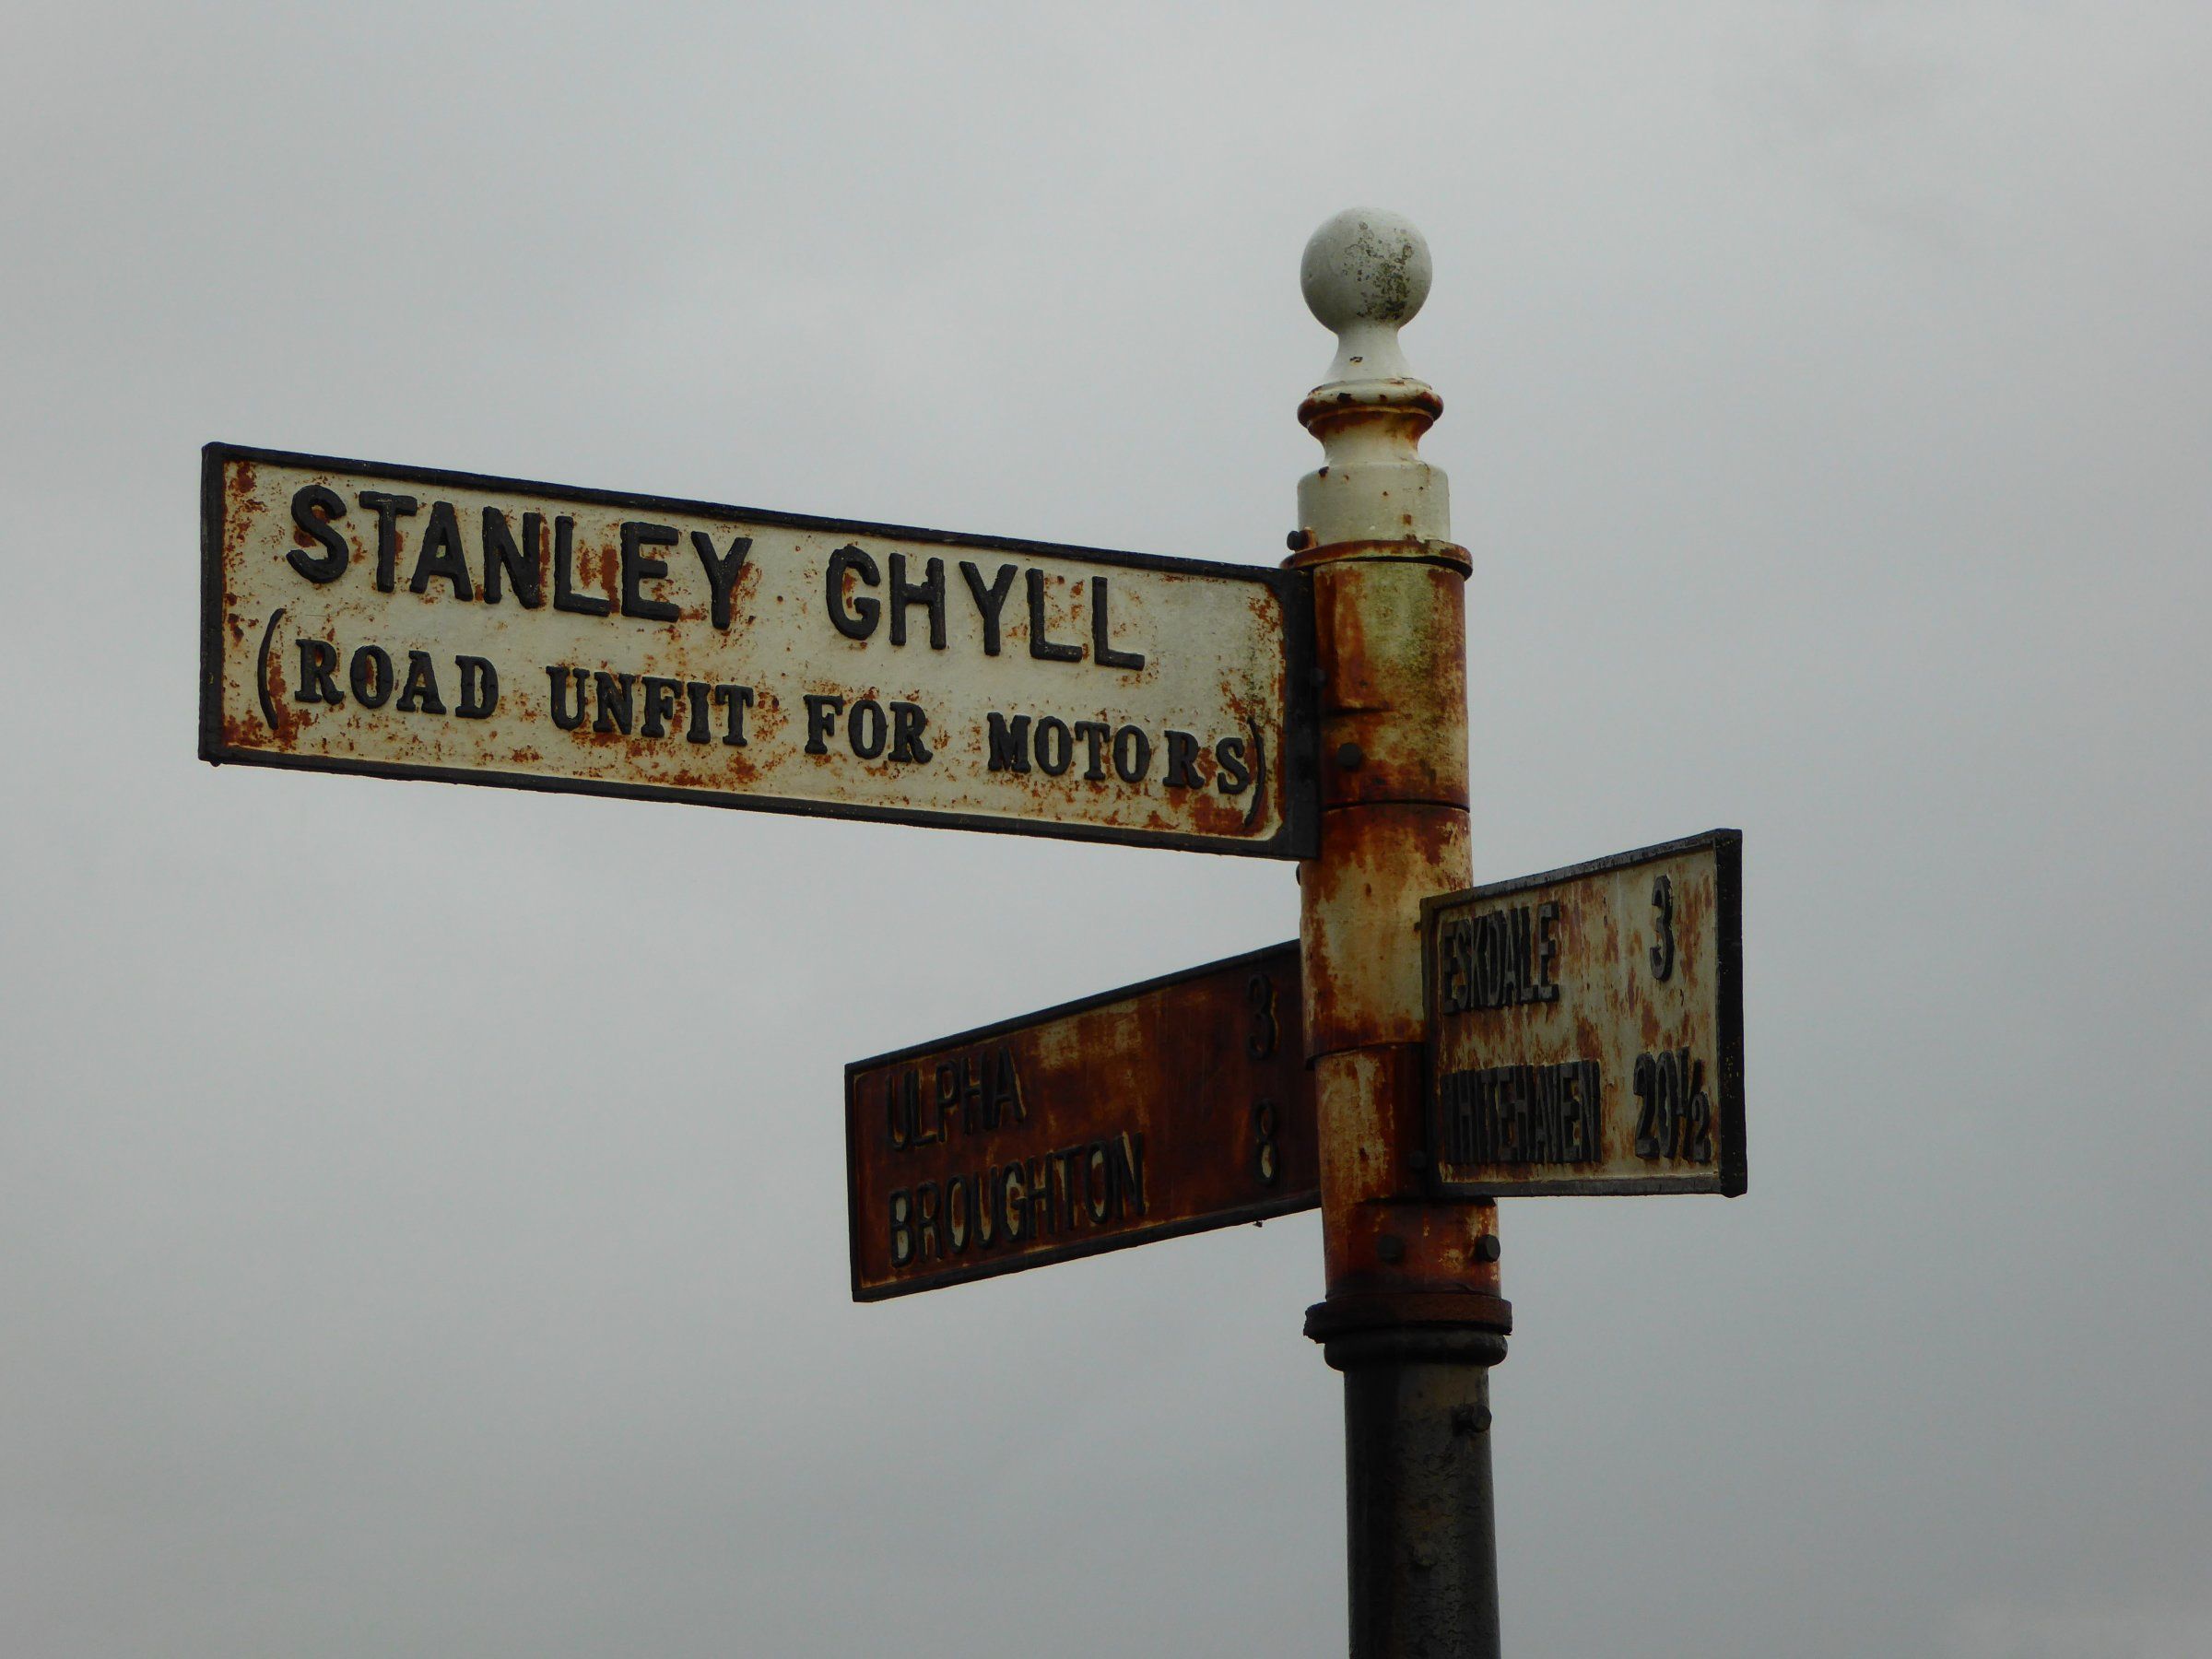 STANLEY GHYLL
(ROAD UNFIT FOR MOTORS)
ULPHA 3
BROUGHTON 8
ESKDALE 3
WHITEHAVEN 20½